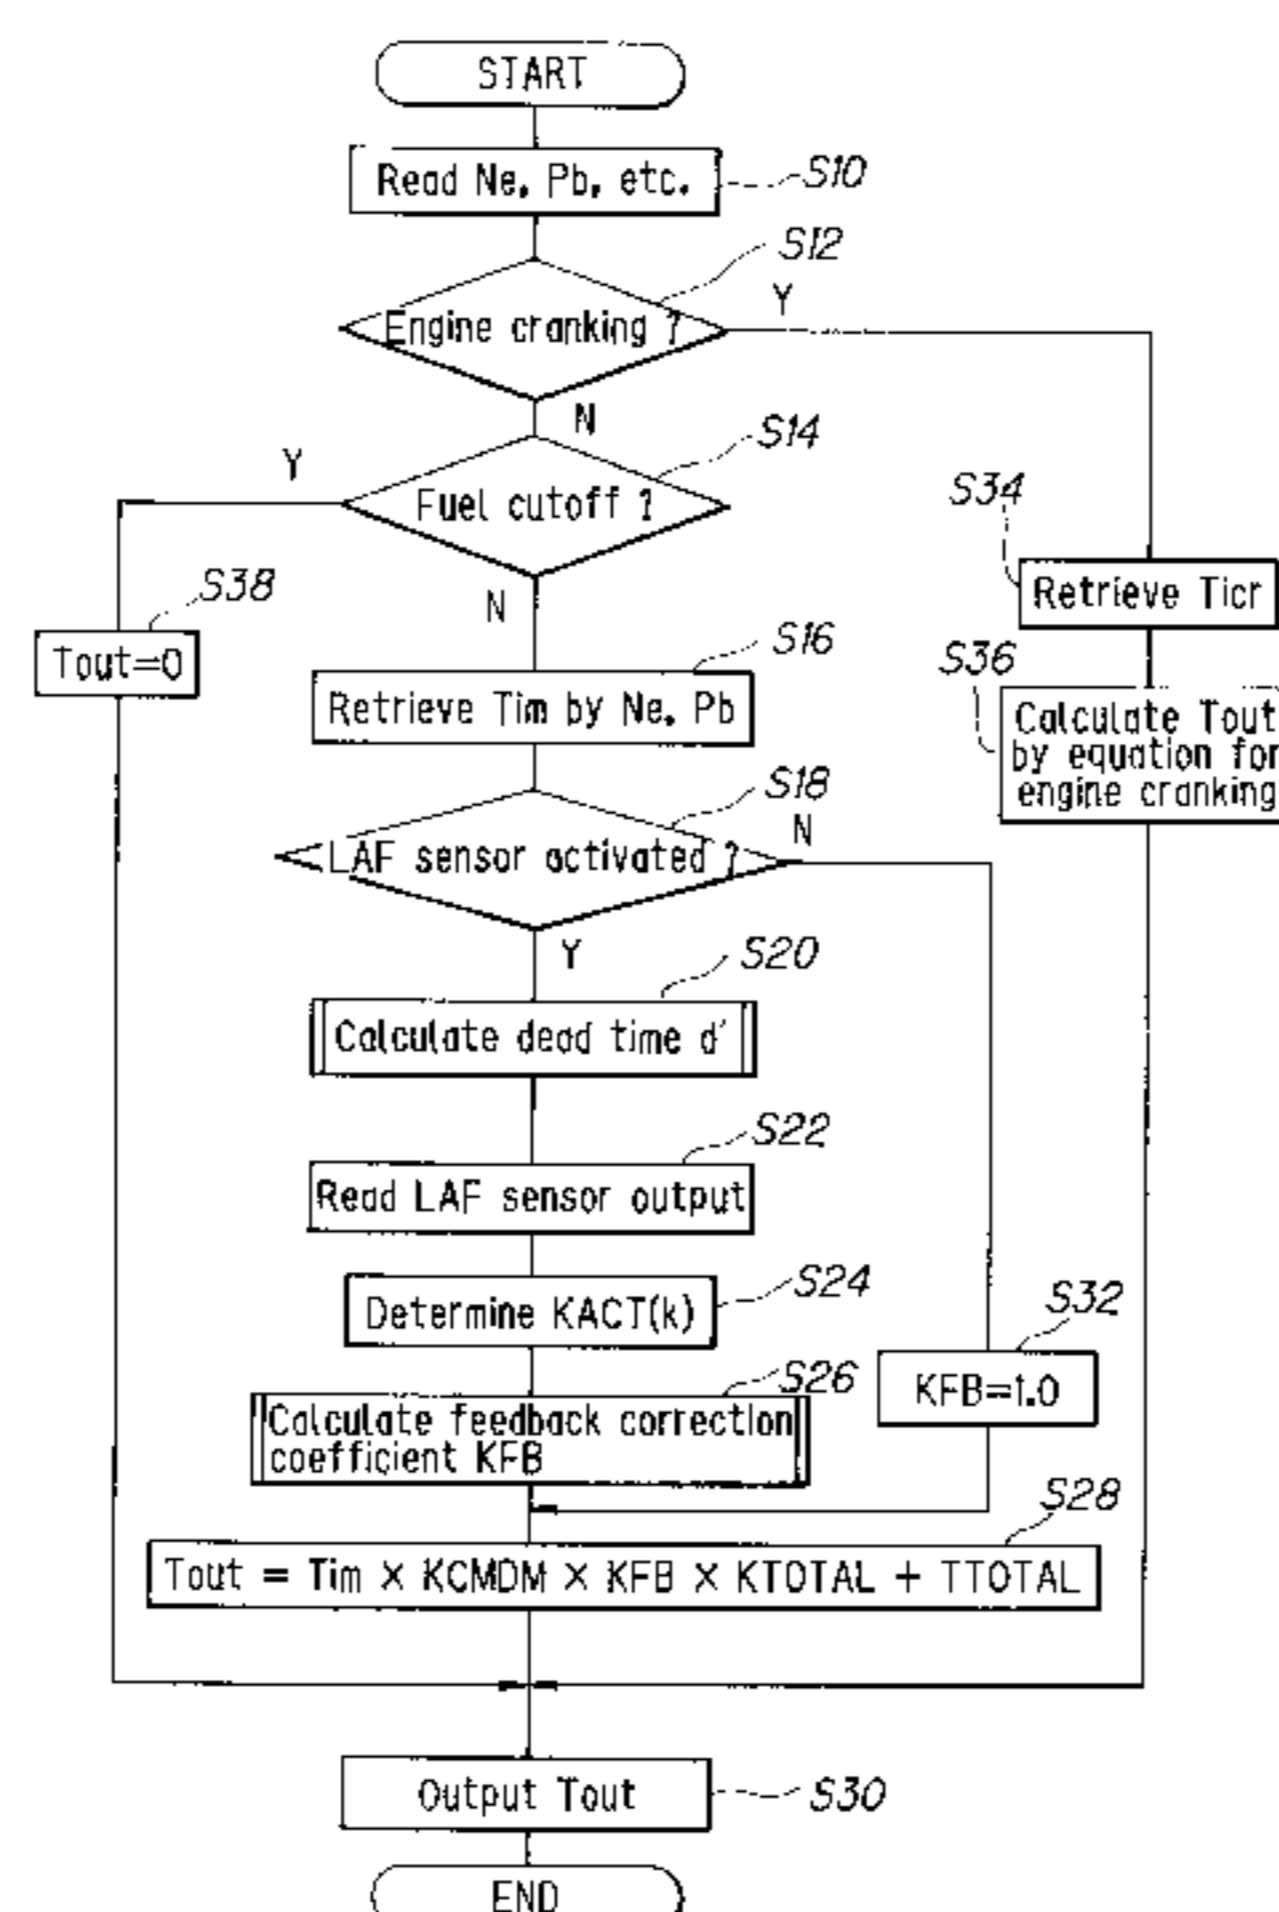 START
Read Ne, Pb, etc.
S10
S12
Engine cranking ?
Y
N
S14
Y
Fuel cutoff ?
S34
Retrieve Ticr
N
S38
Tout=0
S16
Retrieve Tim by Ne, Pb
S36
Calculate Tout
by equation for
engine cranking
S18
N
LAF sensor activated ?
Y
S20
Calculate dead time d'
S22
Read LAF sensor output
S24
Determine KACT(k)
S32
KFB=1.0
S26
Calculate feedback correction
coefficient KFB
S28
Tout = Tim × KCMDM × KFB × KTOTAL + TTOTAL
Output Tout
S30
END